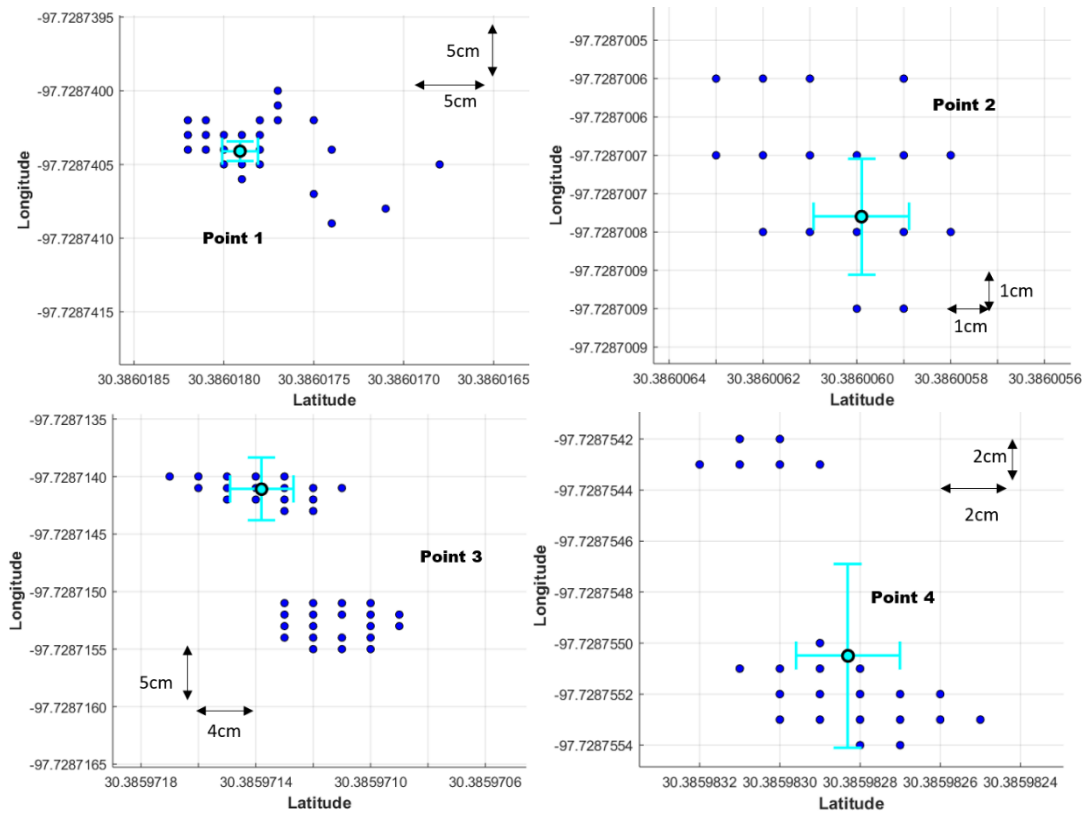 -97.7287395
-97.7287400
-97.7287405
-97.7287410
-97.7287415
Longitude
5cm
5cm
Point 1
30.3860185 30.3860180 30.3860175 30.3860170 30.3860165
Latitude
-97.7287005
-97.7287006
-97.7287006
-97.7287007
-97.7287007
-97.7287008
-97.7287009
-97.7287009
-97.7287009
Longitude
Point 2
1cm
1cm
30.3860064 30.3860062 30.3860060 30.3860058 30.3860056
Latitude
-97.7287135
-97.7287140
-97.7287145
-97.7287150
-97.7287155
-97.7287160
-97.7287165
Longitude
Point 3
5cm
4cm
30.3859718 30.3859714 30.3859710 30.3859706
Latitude
-97.7287542
-97.7287544
-97.7287546
-97.7287548
-97.7287550
-97.7287552
-97.7287554
Longitude
2cm
2cm
Point 4
30.3859832 30.3859830 30.3859828 30.3859826 30.3859824
Latitude